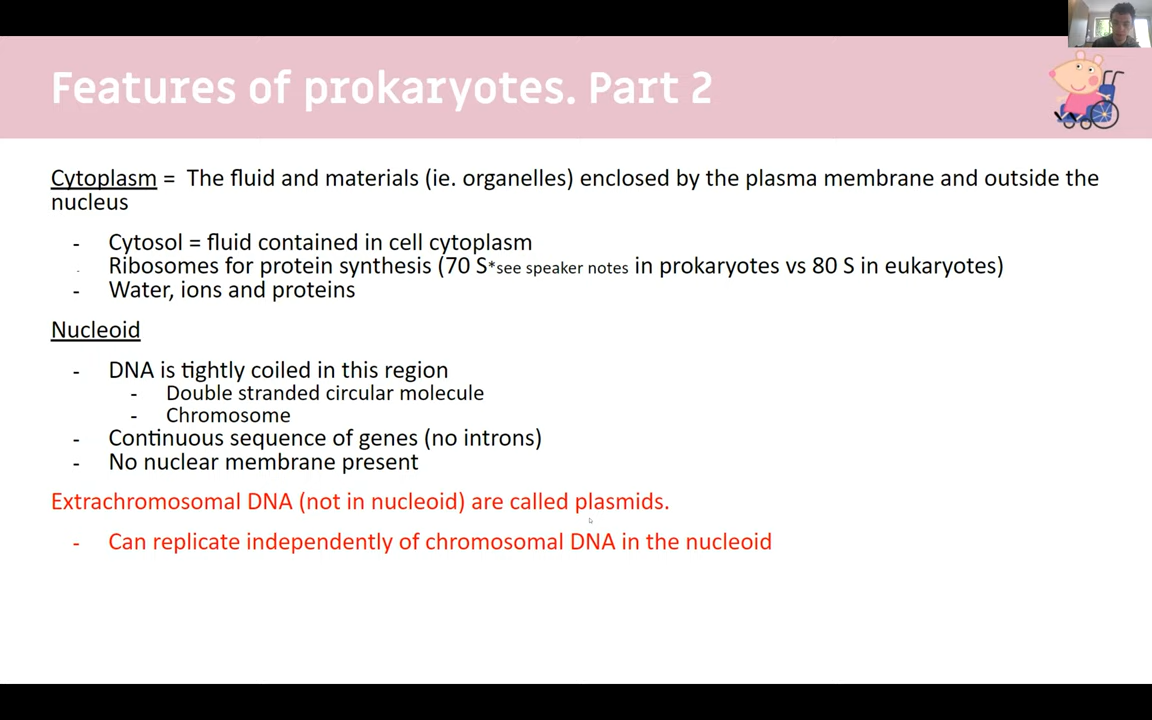 Features of prokaryotes. Part 2
Cytoplasm = The fluid and materials (ie. organelles) enclosed by the plasma membrane and outside the
nucleus
- Cytosol = fluid contained in cell cytoplasm
- Ribosomes for protein synthesis (70 S*see speaker notes in prokaryotes vs 80 S in eukaryotes)
- Water, ions and proteins
Nucleoid
- DNA is tightly coiled in this region
- Double stranded circular molecule
- Chromosome
- Continuous sequence of genes (no introns)
- No nuclear membrane present
Extrachromosomal DNA (not in nucleoid) are called plasmids.
- Can replicate independently of chromosomal DNA in the nucleoid